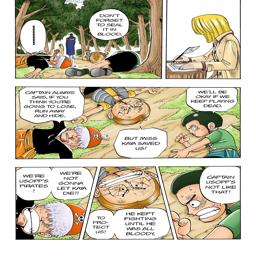 DON'T
FORGET
TO SEAL
IT IN
BLOOD.
CAPTAIN ALWAYS
SAYS, IF YOU
THINK YOU'RE
GOING TO LOSE,
RUN AWAY
AND HIDE.
WE'LL BE
OKAY IF WE
KEEP PLAYING
DEAD.
BUT MISS
KAYA SAVED
US!
WE'RE
USOPP'S
PIRATES
!
WE'RE
NOT
GONNA
LET KAYA
DIE!!
TO
PRO-
TECT
US!
HE KEPT
FIGHTING
UNTIL HE
WAS ALL
BLOODY.
CAPTAIN
USOPP'S
NOT LIKE
THAT!